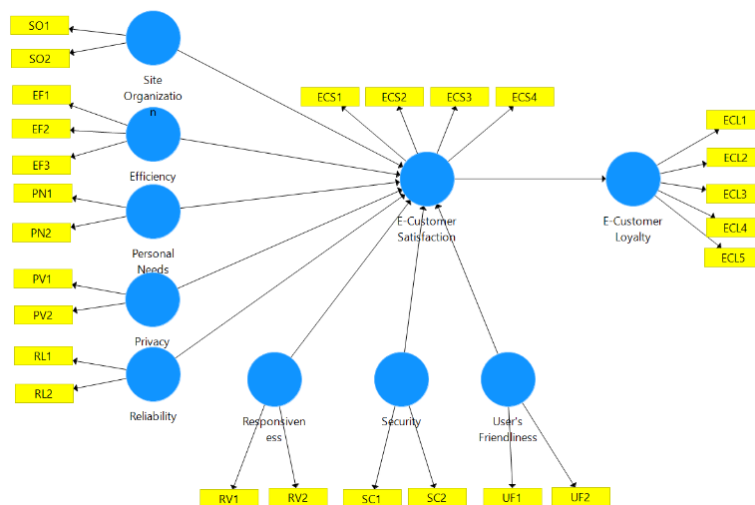 SO1
SO2
Site
Organizatio
n
EF1
EF2
EF3
Efficiency
PN1
PN2
Personal
Needs
PV1
PV2
Privacy
RL1
RL2
Reliability
ECS1
ECS2
ECS3
ECS4
E-Customer
Satisfaction
ECL1
ECL2
ECL3
ECL4
ECL5
E-Customer
Loyalty
Responsiven
ess
Security
User's
Friendliness
RV1
RV2
SC1
SC2
UF1
UF2